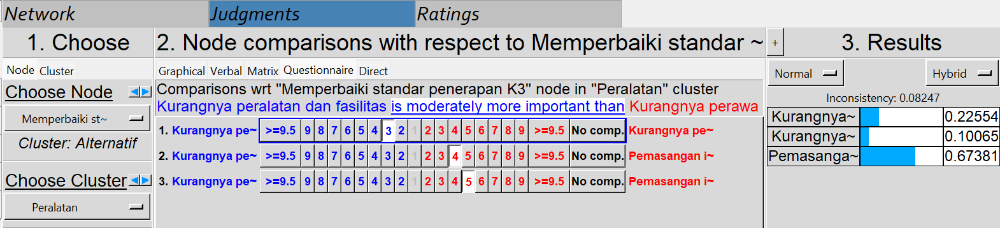 Network Judgments Ratings
1. Choose
2. Node comparisons with respect to Memperbaiki standar ~
+ 3. Results
Node Cluster
Graphical Verbal Matrix Questionnaire Direct
Normal Hybrid
Choose Node
Memperbaiki st~
Cluster: Alternatif
Choose Cluster
Peralatan
Comparisons wrt "Memperbaiki standar penerapan K3" node in "Peralatan" cluster
Kurangnya peralatan dan fasilitas is moderately more important than Kurangnya perawa
1. Kurangnya pe~ >=9.5 9 8 7 6 5 4 3 2 1 2 3 4 5 6 7 8 9 >=9.5 No comp. Kurangnya pe~
2. Kurangnya pe~ >=9.5 9 8 7 6 5 4 3 2 1 2 3 4 5 6 7 8 9 >=9.5 No comp. Pemasangan i~
3. Kurangnya pe~ >=9.5 9 8 7 6 5 4 3 2 1 2 3 4 5 6 7 8 9 >=9.5 No comp. Pemasangan i~
Inconsistency: 0.08247
Kurangnya~ 0.22554
Kurangnya~ 0.10065
Pemasanga~ 0.67381